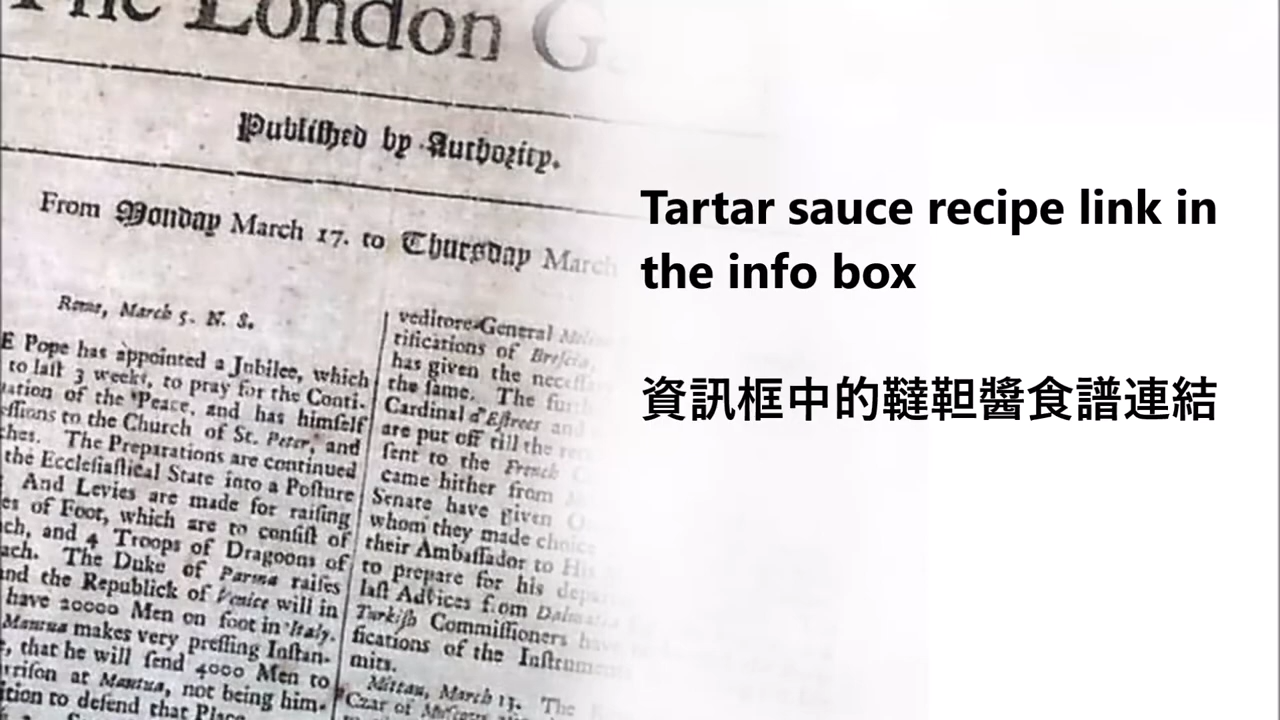 The London G
Publiſhed by Authority.
From Monday March 17. to Thursday March
Rome, March 5. N. S.
E Pope has appointed a Jubilee, which
to laſt 3 weeks, to pray for the Conti-
uation of the Peace, and has himſelf
eſſions to the Church of St. Peter, and
ches. The Preparations are continued
the Eccleſiaſtical State into a Poſture
And Levies are made for raiſing
es of Foot, which are to conſiſt of
ch, and 4 Troops of Dragoons of
ach. The Duke of Parma raiſes
and the Republick of Venice will in
have 20000 Men on foot in Italy.
Mantua makes very preſſing Inſtan-
, that he will ſend 4000 Men to
rriſon at Mantua, not being him-
ition to defend that Place
veditore-General
rifications of Breſcia,
has given the neceſſa
the ſame. The
Cardinal d'Eſtrees and
are put off till the
ſent to the French
came hither from
Senate have given
whom they made choice
their Ambaſſador to His
to prepare for his depa
laſt Advices from Dalmatia
Turkiſh Commiſſioners have
fications of the Inſtrumen
mits.
Mittau, March 13. The
Czar of
Tartar sauce recipe link in
the info box
資訊框中的韃靼醬食譜連結